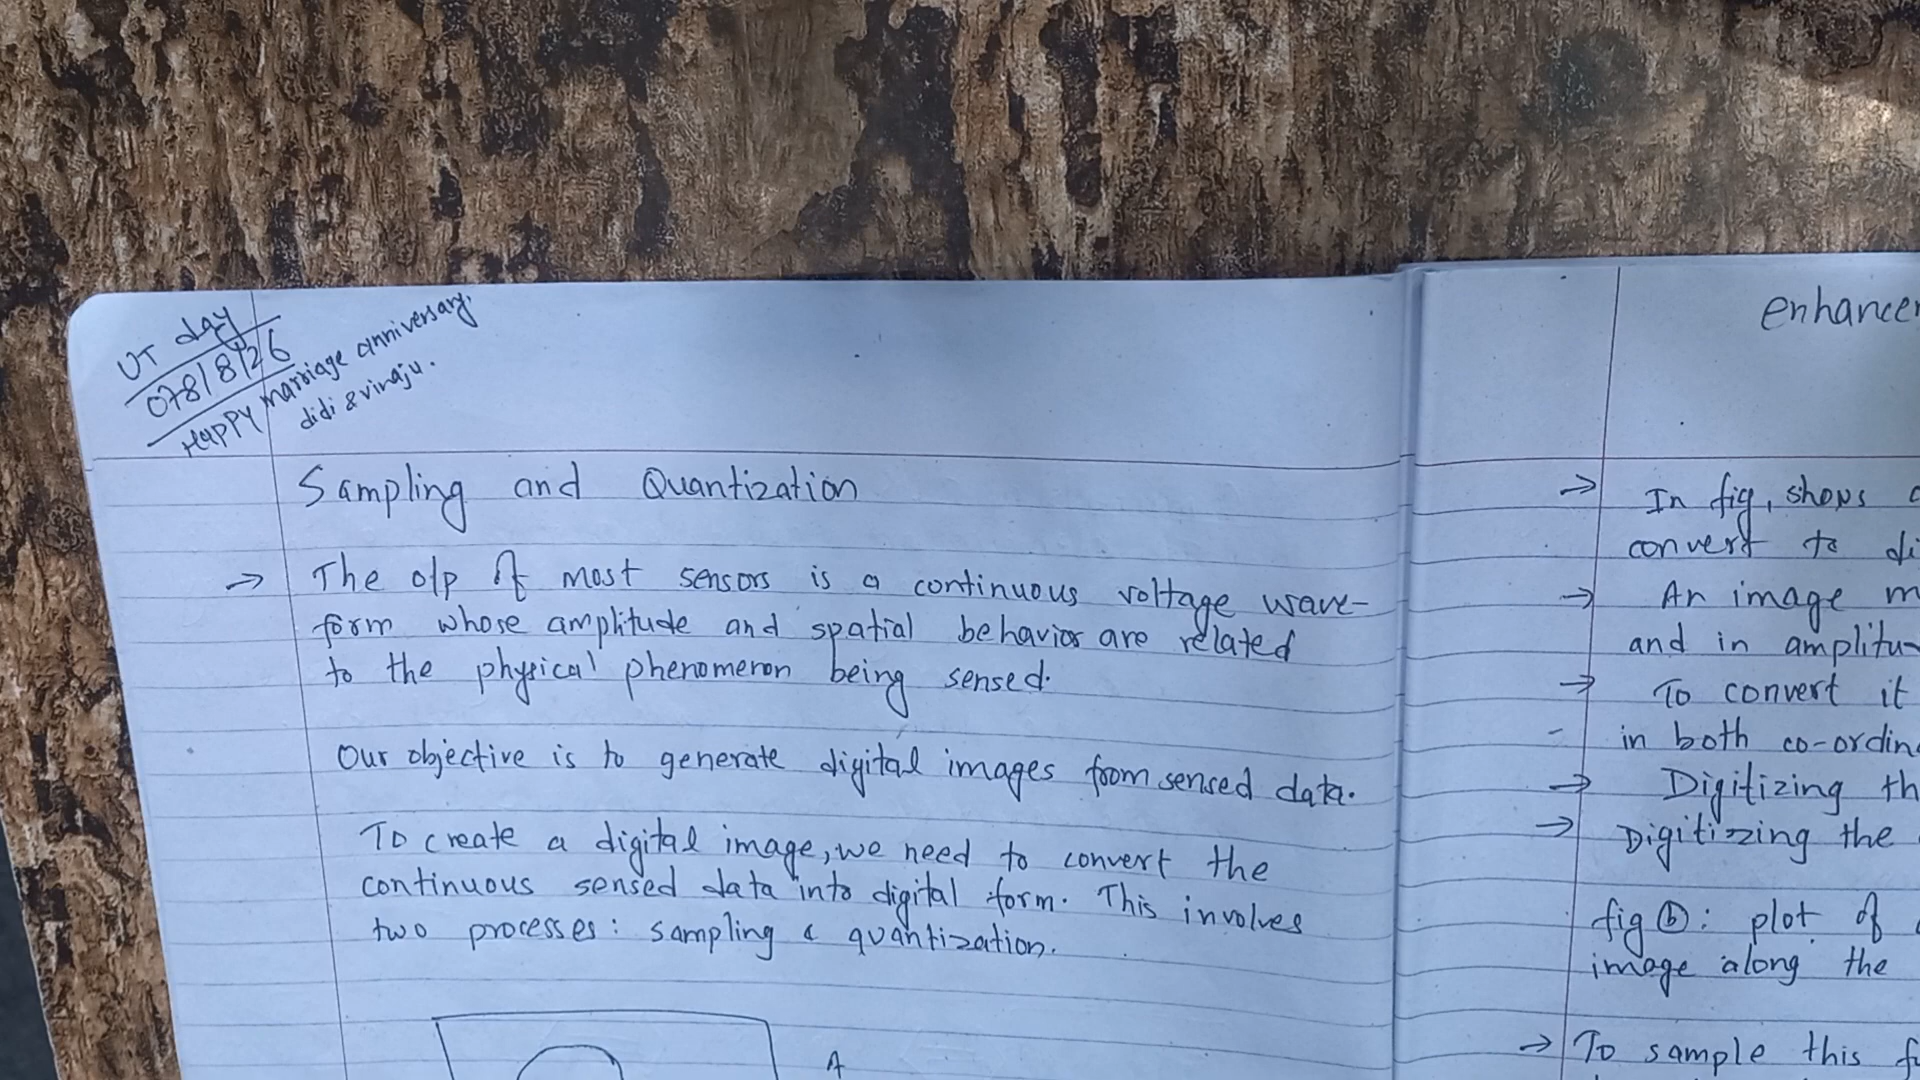 UT day
078/8/26
Happy marriage anniversary.
didi & vinaju.
Sampling and Quantization
→ The o/p of most sensors is a continuous voltage wave-
form whose amplitude and spatial behavior are related
to the physical phenomenon being sensed.
Our objective is to generate digital images from sensed data.
To create a digital image, we need to convert the
continuous sensed data into digital form. This involves
two processes: sampling & quantization.
A
enhance
→ In fig, shows
convert to di
→ An image m
and in amplitu-
→ To convert it
- in both co-ordin
→ Digitizing th
→ Digitizing the
fig ⓑ: plot of
image along the
→ To sample this f